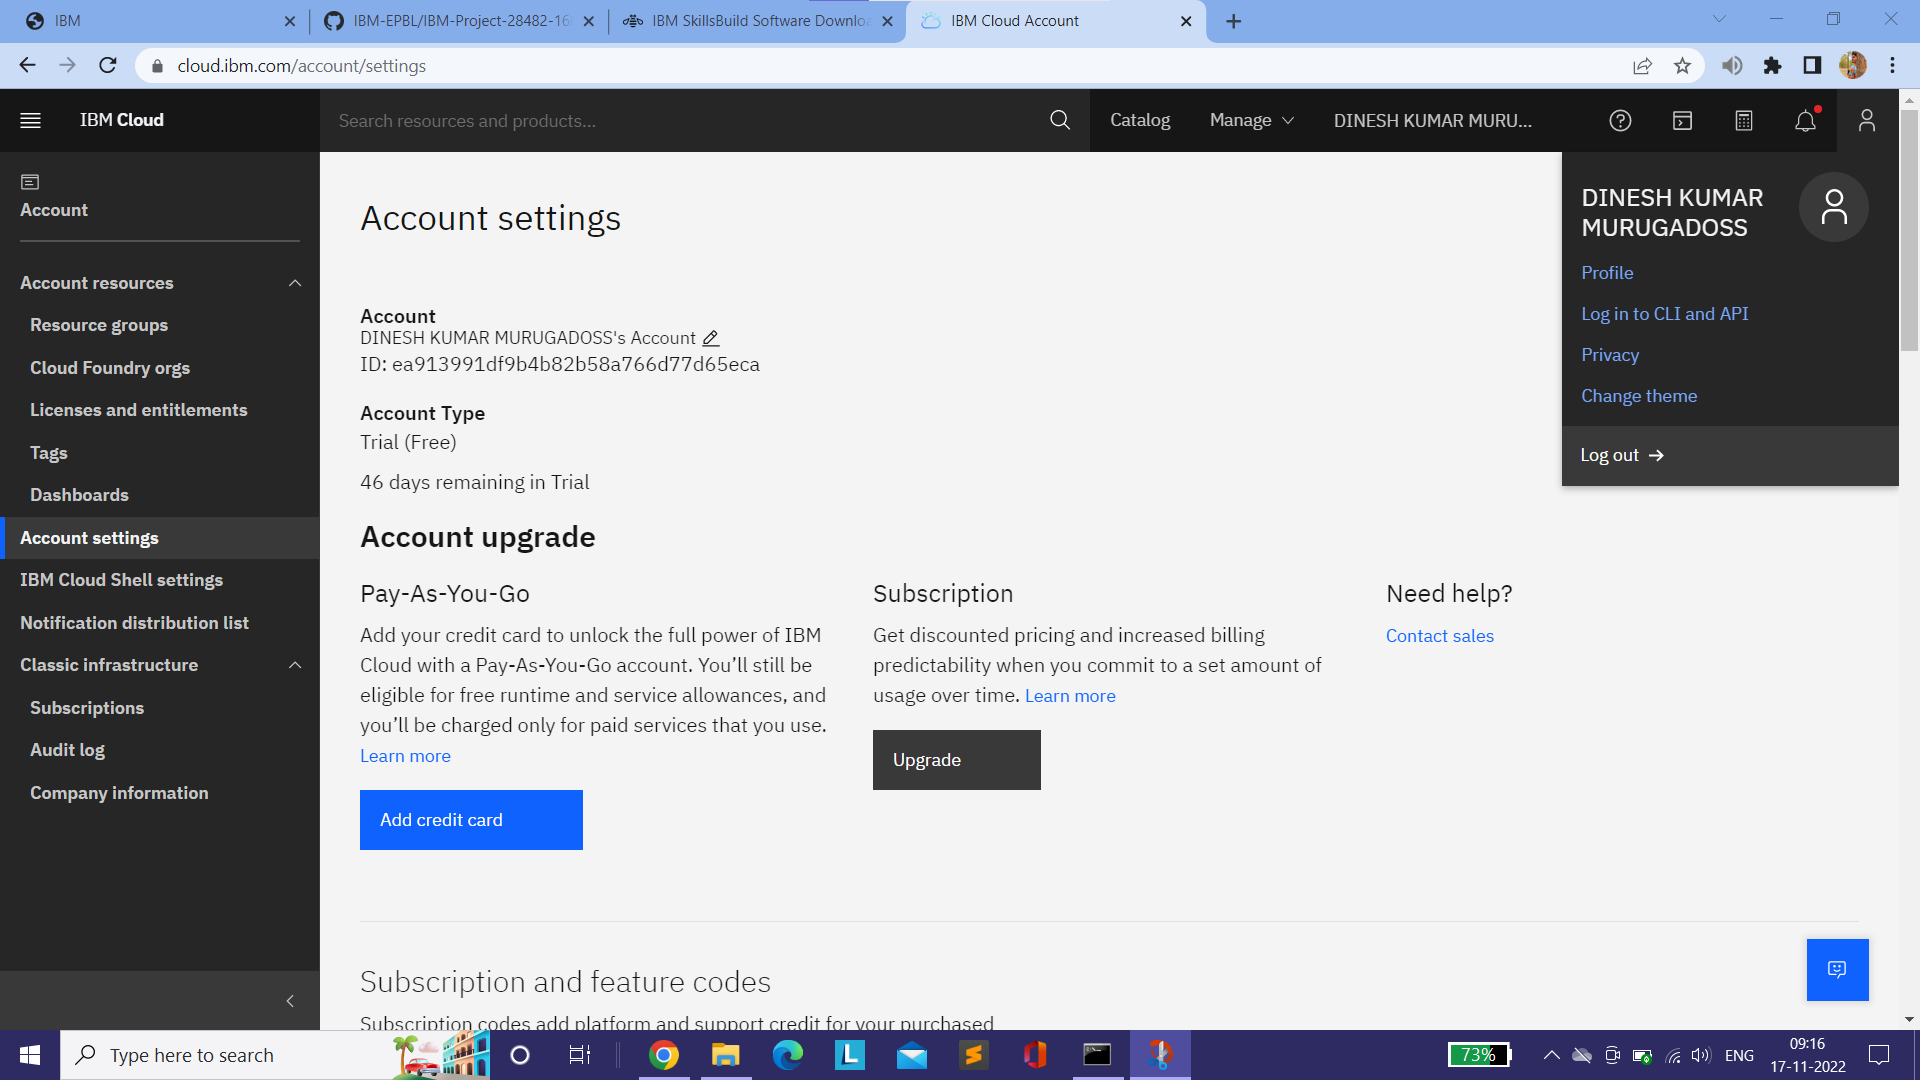 IBM
IBM-EPBL/IBM-Project-28482-16
IBM SkillsBuild Software Downlo
IBM Cloud Account
cloud.ibm.com/account/settings
IBM Cloud
Search resources and products...
Catalog
Manage
DINESH KUMAR MURU...
Account
Account resources
Resource groups
Cloud Foundry orgs
Licenses and entitlements
Tags
Dashboards
Account settings
IBM Cloud Shell settings
Notification distribution list
Classic infrastructure
Subscriptions
Audit log
Company information
Account settings
Account
DINESH KUMAR MURUGADOSS's Account
ID: ea913991df9b4b82b58a766d77d65eca
Account Type
Trial (Free)
46 days remaining in Trial
Account upgrade
Pay-As-You-Go
Add your credit card to unlock the full power of IBM
Cloud with a Pay-As-You-Go account. You’ll still be
eligible for free runtime and service allowances, and
you’ll be charged only for paid services that you use.
Learn more
Add credit card
Subscription
Get discounted pricing and increased billing
predictability when you commit to a set amount of
usage over time. Learn more
Upgrade
Need help?
Contact sales
DINESH KUMAR
MURUGADOSS
Profile
Log in to CLI and API
Privacy
Change theme
Log out
Subscription and feature codes
Subscription codes add platform and support credit for your purchased
Type here to search
73%
ENG
09:16
17-11-2022